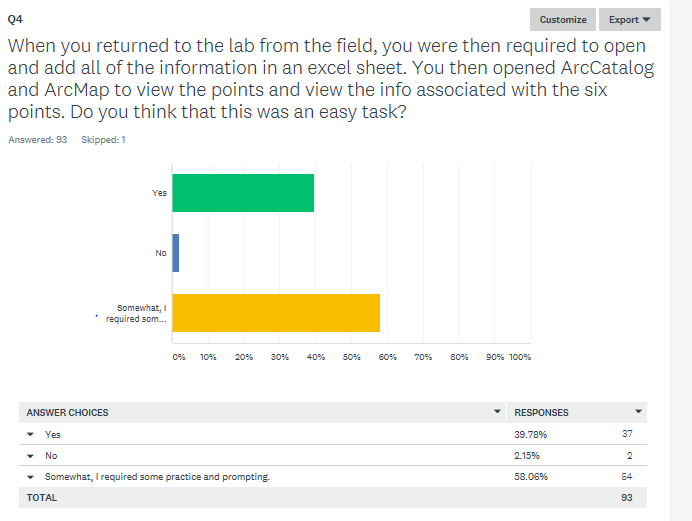 Q4
Customize
Export
When you returned to the lab from the field, you were then required to open
and add all of the information in an excel sheet. You then opened ArcCatalog
and ArcMap to view the points and view the info associated with the six
points. Do you think that this was an easy task?
Answered: 93 Skipped: 1
Yes
No
Somewhat, I
required som...
0% 10% 20% 30% 40% 50% 60% 70% 80% 90% 100%
ANSWER CHOICES RESPONSES
Yes 39.78% 37
No 2.15% 2
Somewhat, I required some practice and prompting. 58.06% 54
TOTAL 93